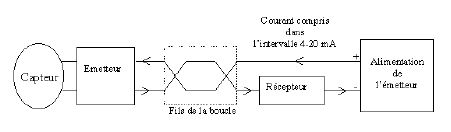 Courant compris
dans
l'intervalle 4-20 mA
Capteur
Emetteur
Fils de la boucle
Récepteur
+
-
Alimentation
de
l'émetteur